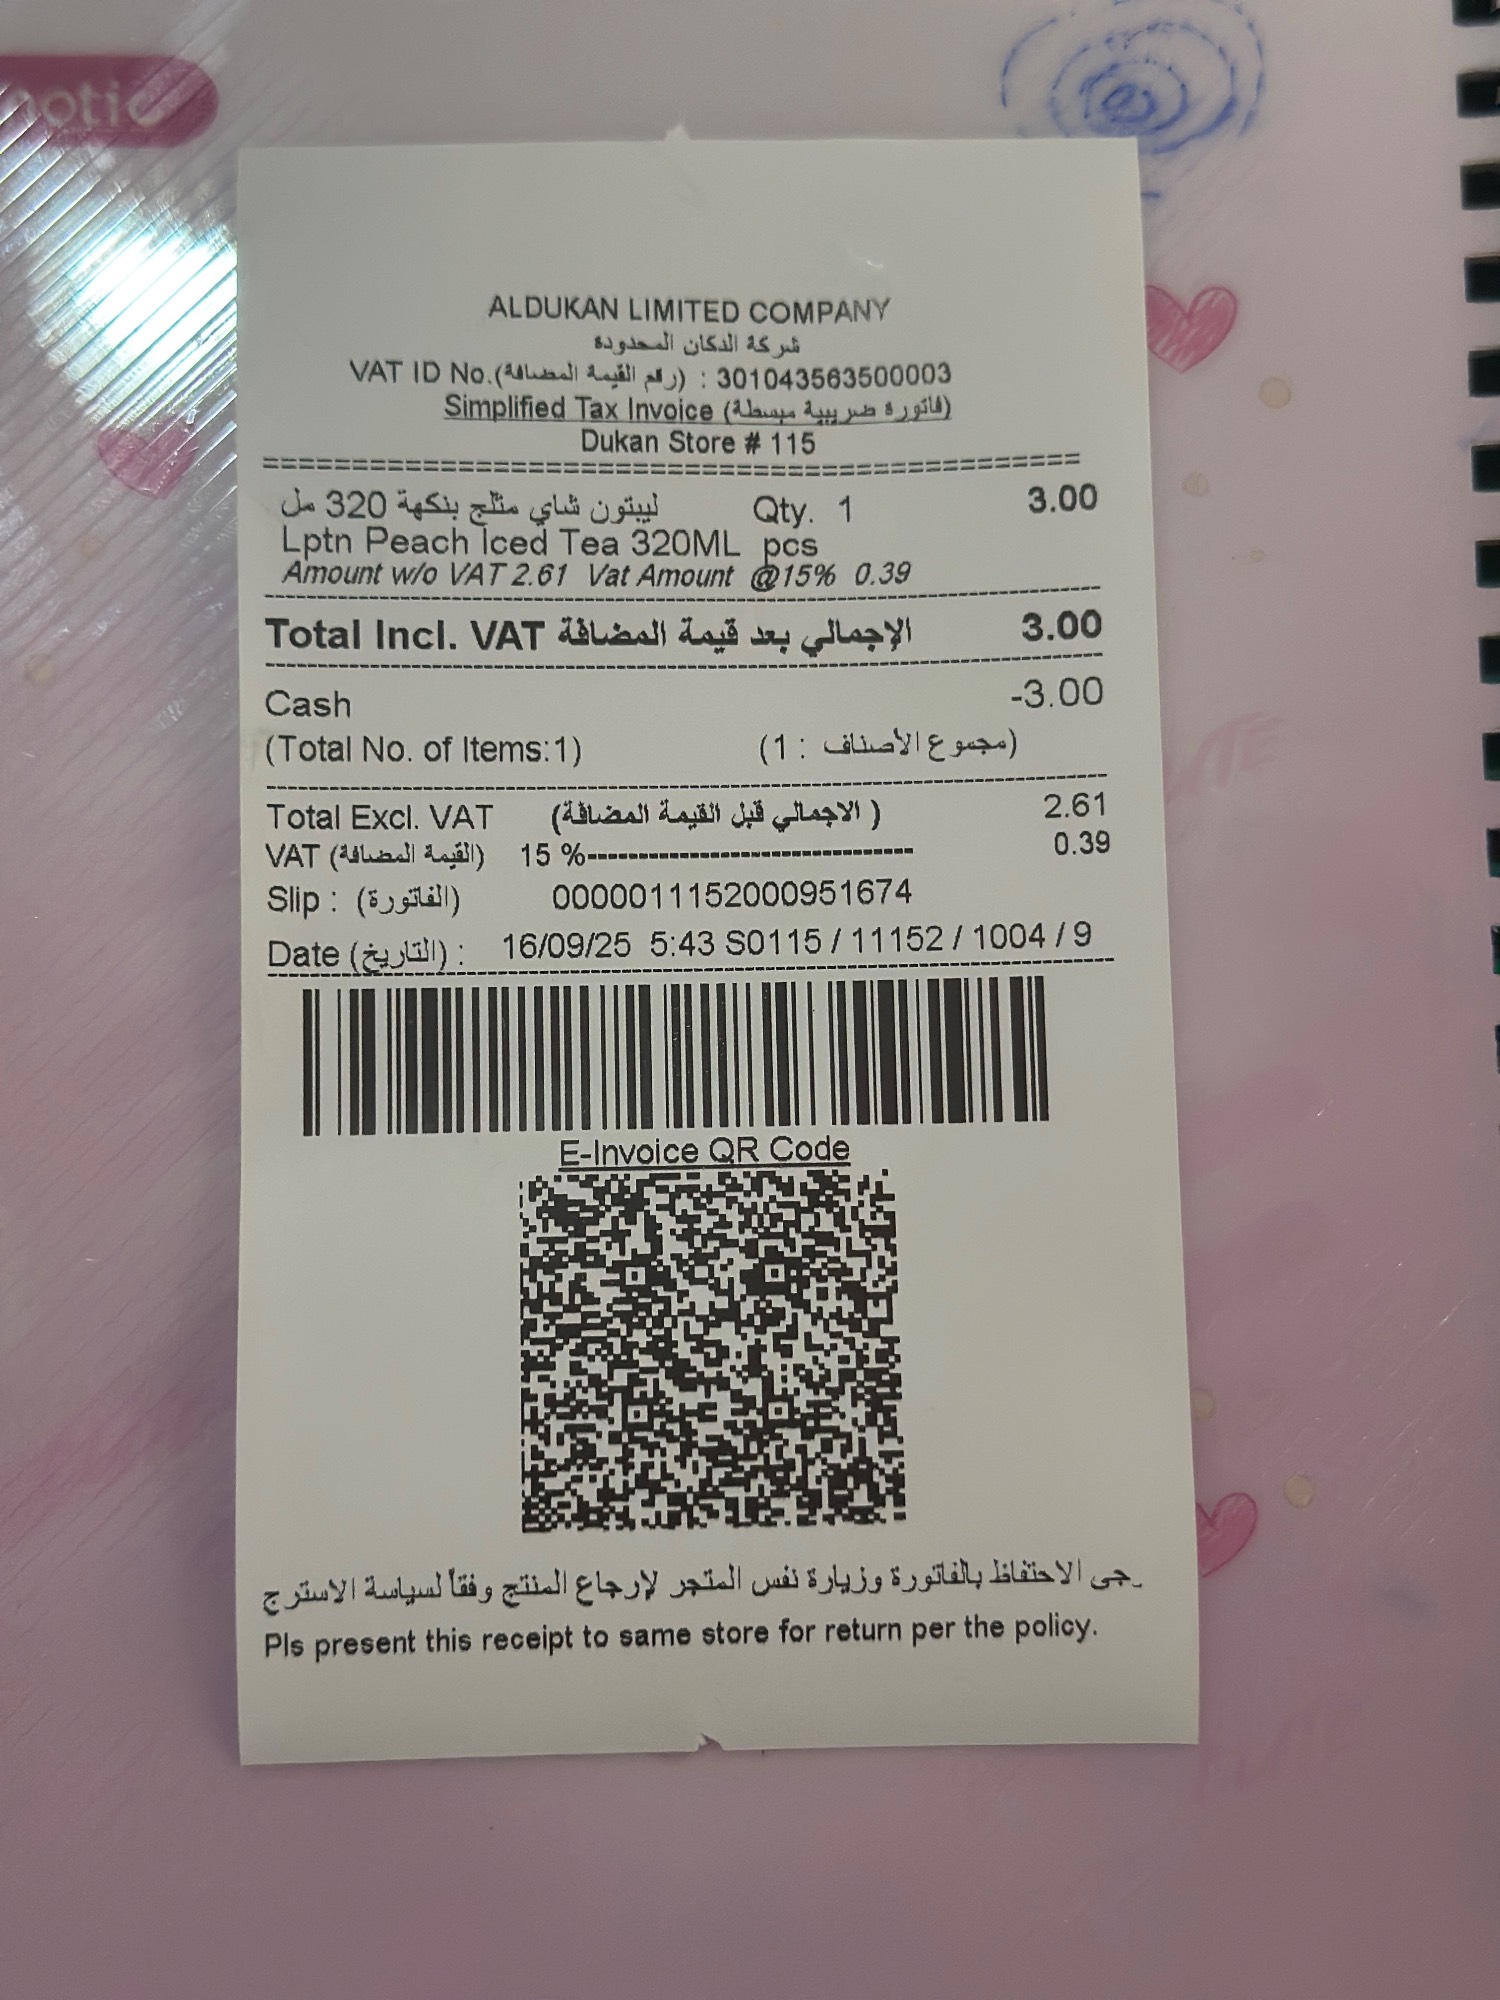 ALDUKAN LIMITED COMPANY
شركة الدكان المحدودة
VAT ID No.(رقم القيمة المضافة) : 301043563500003
Simplified Tax Invoice (فاتورة ضريبية مبسطة)
Dukan Store # 115
ليبتون شاي مثلج بنكهة 320 مل Qty. 1 3.00
Lptn Peach Iced Tea 320ML pcs
Amount w/o VAT 2.61 Vat Amount @15% 0.39
Total Incl. VAT الإجمالي بعد قيمة المضافة 3.00
Cash -3.00
(Total No. of Items:1) (مجموع الأصناف : 1)
Total Excl. VAT (الاجمالي قبل القيمة المضافة ) 2.61
VAT (القيمة المضافة) 15 %---------------------------------- 0.39
Slip : (الفاتورة) 0000011152000951674
Date (التاريخ) : 16/09/25 5:43 S0115 / 11152 / 1004 / 9
E-Invoice QR Code
رجى الاحتفاظ بالفاتورة وزيارة نفس المتجر لإرجاع المنتج وفقاً لسياسة الاسترج
Pls present this receipt to same store for return per the policy.